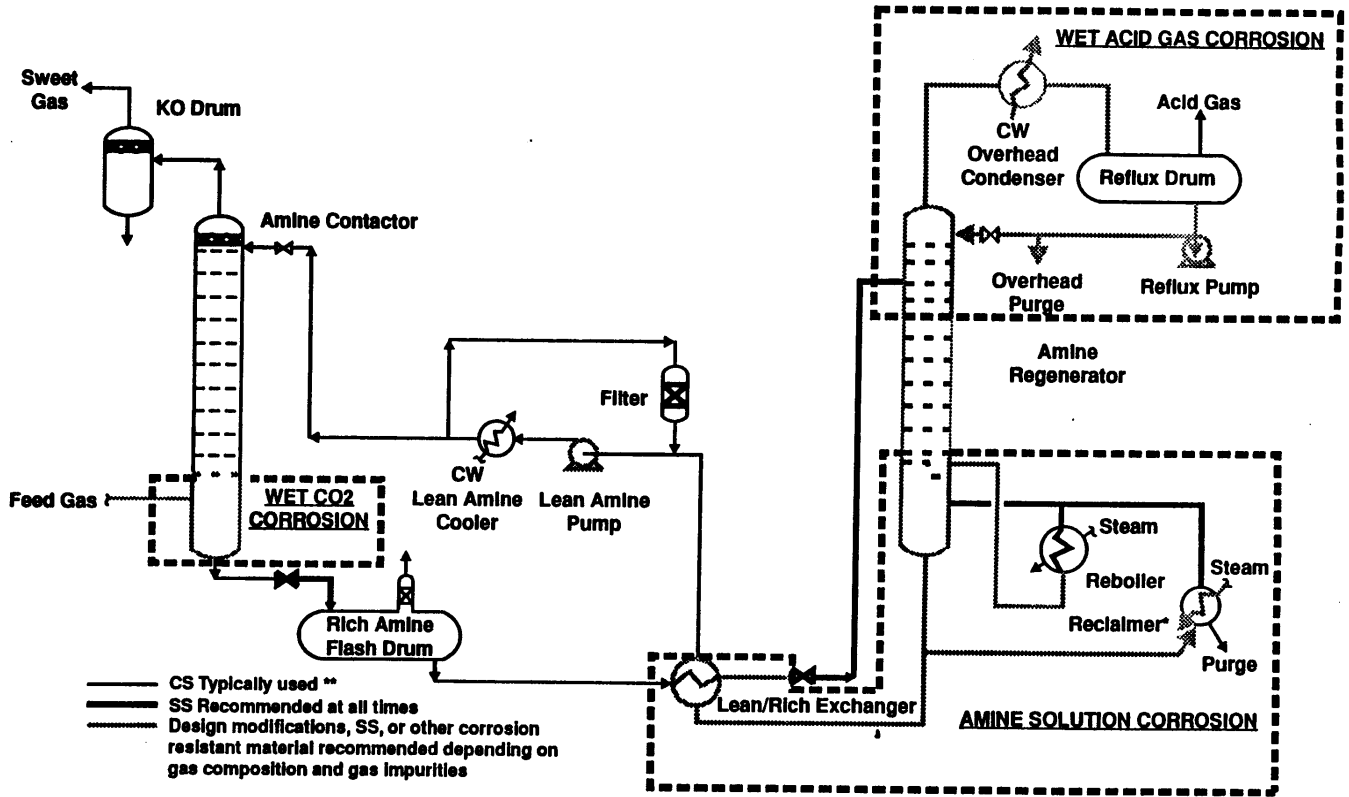 WET ACID GAS CORROSION
Sweet
Gas
KO Drum
Acid Gas
CW
Overhead
Condenser
Reflux Drum
Amine Contactor
Overhead
Purge
Reflux Pump
Amine
Regenerator
Filter
Feed Gas
WET CO2
CORROSION
CW
Lean Amine
Cooler
Lean Amine
Pump
Steam
Reboiler
Steam
Reclaimer*
Purge
Rich Amine
Flash Drum
Lean/Rich Exchanger
AMINE SOLUTION CORROSION
CS Typically used **
SS Recommended at all times
Design modifications, SS, or other corrosion
resistant material recommended depending on
gas composition and gas impurities